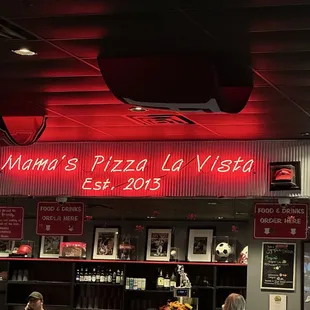 Mama's Pizza La Vista
Est. 2013
FOOD & DRINKS
ORDER HERE
FOOD & DRINKS
ORDER HERE